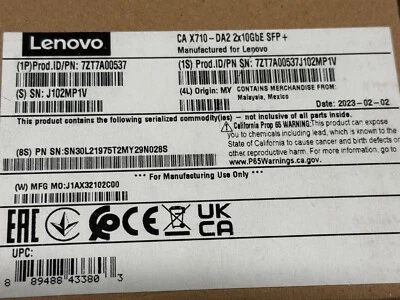 Lenovo
CA X710-DA2 2x10GbE SFP+
Manufactured for Lenovo
(1P)Prod.ID/PN: 7ZT7A00537
(1S) Prod.ID/PN SN: 7ZT7A00537J102MP1V
(S) SN: J102MP1V
(4L) Origin: MY
CONTAINS MERCHANDISE FROM:
Malaysia, Mexico
Date: 2023-02-02
This product contains the following serialized commodity(s) - not inclusive of all parts inside.
California Prop 65 WARNING: This product can expose
you to chemicals including lead, which are known to the
State of California to cause cancer and birth defects or
other reproductive harm. For more information go to
www.P65Warnings.ca.gov.
(8S) PN SN:SN30L21975T2MY29N028S
*** For Manufacturing Use Only ***
(W) MFG MO:J1AX32102C00
EAC
UK
CA
UPC:
8 89488 43380 3